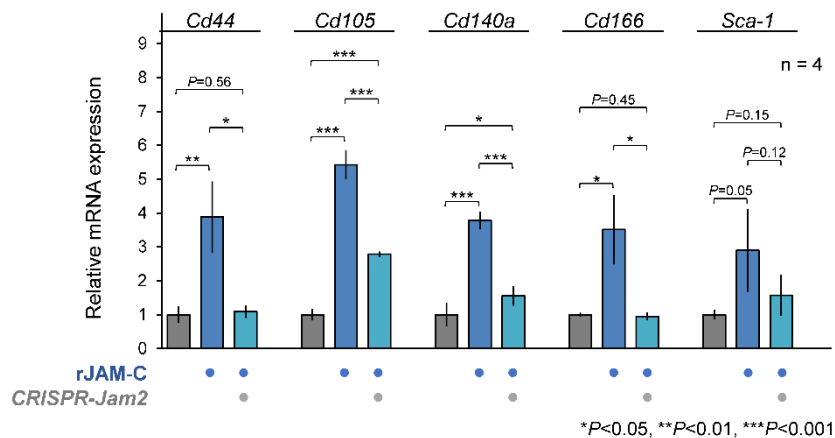 Cd44 Cd105 Cd140a Cd166 Sca-1
n = 4
Relative mRNA expression
9
8
7
6
5
4
3
2
1
0
P=0.56
*
**
***
***
***
*
***
***
P=0.45
*
*
P=0.15
P=0.12
P=0.05
rJAM-C
CRISPR-Jam2
*P<0.05, **P<0.01, ***P<0.001